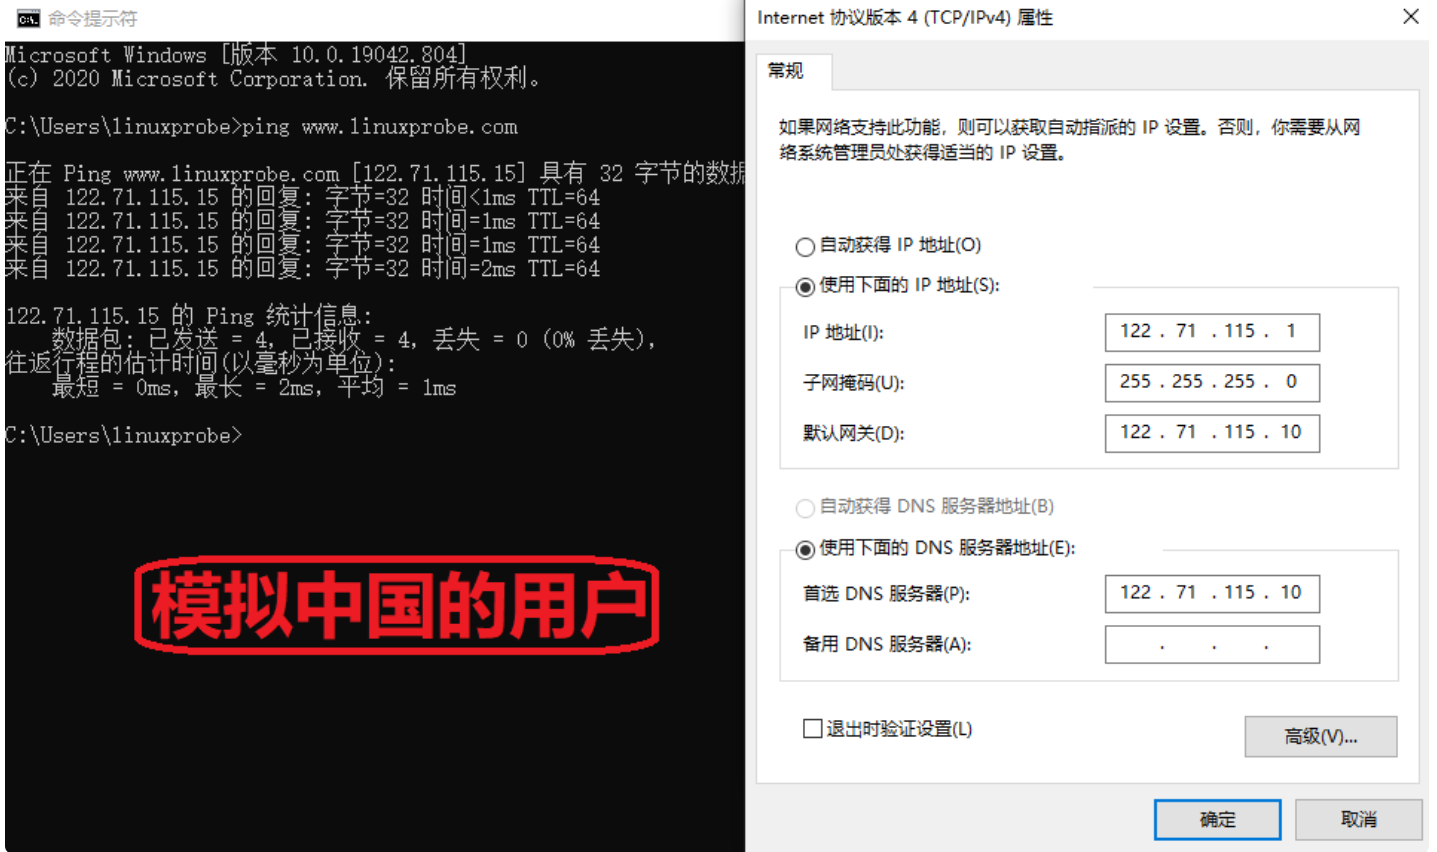 命令提示符
Microsoft Windows [版本 10.0.19042.804]
(c) 2020 Microsoft Corporation. 保留所有权利。
C:\Users\linuxprobe>ping www.linuxprobe.com
正在 Ping www.linuxprobe.com [122.71.115.15] 具有 32 字节的数据
来自 122.71.115.15 的回复: 字节=32 时间<1ms TTL=64
来自 122.71.115.15 的回复: 字节=32 时间=1ms TTL=64
来自 122.71.115.15 的回复: 字节=32 时间=1ms TTL=64
来自 122.71.115.15 的回复: 字节=32 时间=2ms TTL=64
122.71.115.15 的 Ping 统计信息:
数据包: 已发送 = 4, 已接收 = 4, 丢失 = 0 (0% 丢失),
往返行程的估计时间(以毫秒为单位):
最短 = 0ms, 最长 = 2ms, 平均 = 1ms
C:\Users\linuxprobe>
模拟中国的用户
Internet 协议版本 4 (TCP/IPv4) 属性
常规
如果网络支持此功能，则可以获取自动指派的 IP 设置。否则，你需要从网
络系统管理员处获得适当的 IP 设置。
自动获得 IP 地址(O)
使用下面的 IP 地址(S):
IP 地址(I): 122 . 71 . 115 . 1
子网掩码(U): 255 . 255 . 255 . 0
默认网关(D): 122 . 71 . 115 . 10
自动获得 DNS 服务器地址(B)
使用下面的 DNS 服务器地址(E):
首选 DNS 服务器(P): 122 . 71 . 115 . 10
备用 DNS 服务器(A): . . .
退出时验证设置(L)
高级(V)...
确定 取消